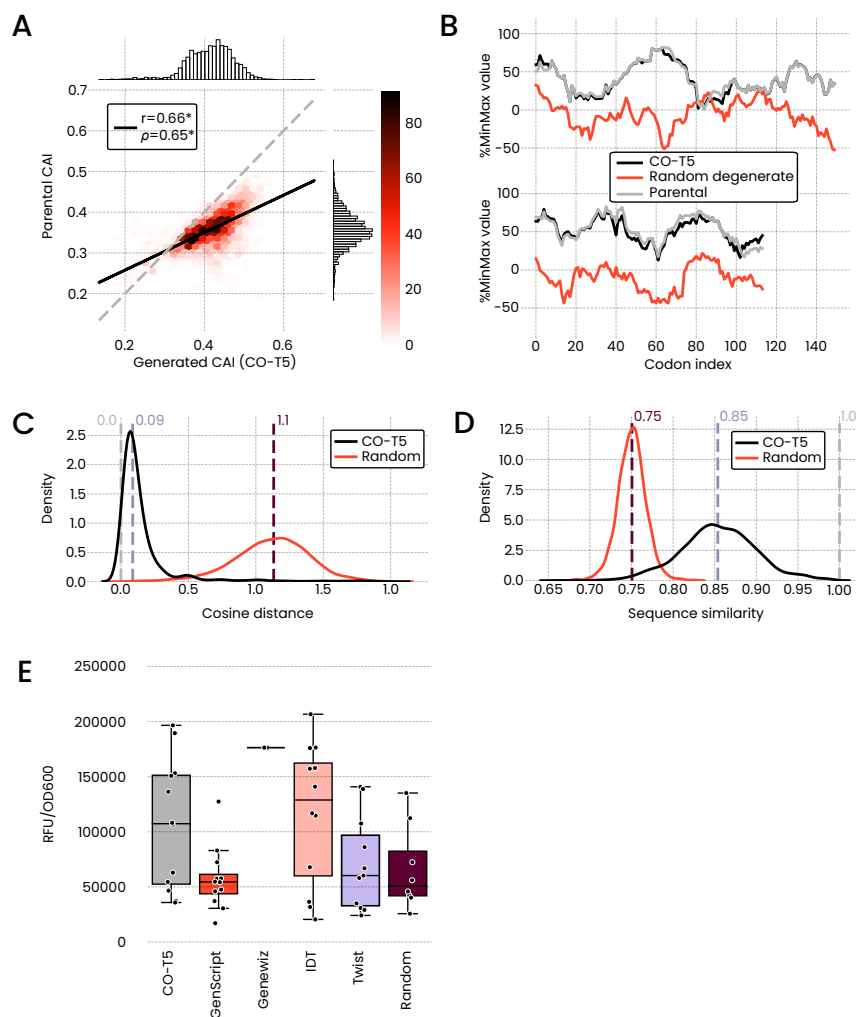 A
0.7
0.6
0.5
0.4
0.3
0.2
Parental CAI
r=0.66*
ρ=0.65*
0.2
0.4
0.6
Generated CAI (CO-T5)
80
60
40
20
0
B
100
50
0
−50
%MinMax value
CO-T5
Random degenerate
Parental
100
50
0
−50
%MinMax value
0
20
40
60
80
100
120
140
Codon index
C
0.0
0.09
1.1
2.5
2.0
1.5
1.0
0.5
0.0
Density
CO-T5
Random
0.0
0.5
1.0
1.5
1.0
Cosine distance
D
0.75
0.85
1.0
12.5
10.0
7.5
5.0
2.5
0.0
Density
CO-T5
Random
0.65
0.70
0.75
0.80
0.85
0.90
0.95
1.00
Sequence similarity
E
250000
200000
150000
100000
50000
0
RFU/OD600
CO-T5
GenScript
Genewiz
IDT
Twist
Random